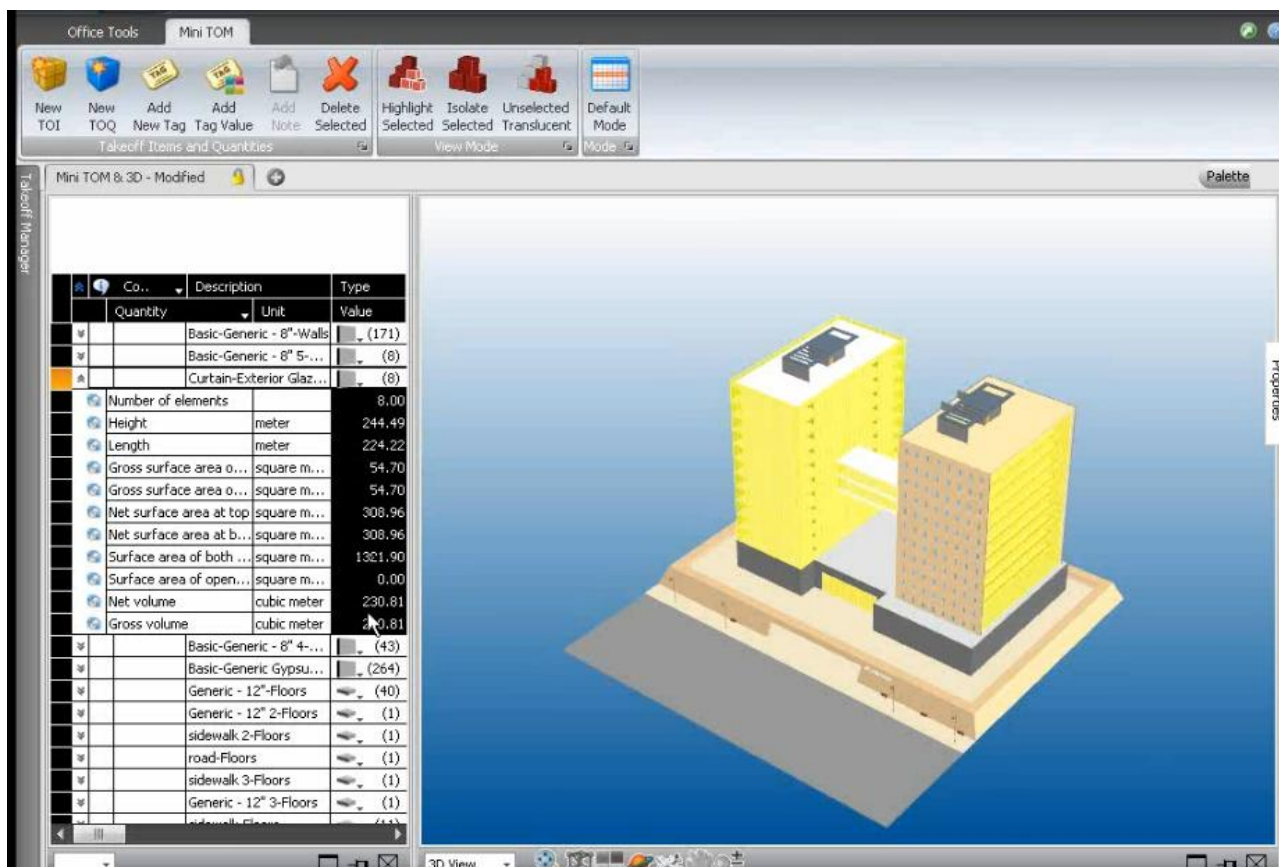 Office Tools Mini TOM
New TOI New TOQ Add New Tag Add Tag Value Add Note Delete Selected Highlight Selected Isolate Selected Unselected Translucent Default Mode
Takeoff Items and Quantities View Mode Mode
Takeoff Manager
Mini TOM & 3D - Modified Palette
Co.. Description Type
Quantity Unit Value
Basic-Generic - 8"-Walls (171)
Basic-Generic - 8" 5-... (8)
Curtain-Exterior Glaz... (8)
Number of elements 8.00
Height meter 244.49
Length meter 224.22
Gross surface area o... square m... 54.70
Gross surface area o... square m... 54.70
Net surface area at top square m... 308.96
Net surface area at b... square m... 308.96
Surface area of both ... square m... 1321.90
Surface area of open... square m... 0.00
Net volume cubic meter 230.81
Gross volume cubic meter
Basic-Generic - 8" 4-... (43)
Basic-Generic Gypsu... (264)
Generic - 12"-Floors (40)
Generic - 12" 2-Floors (1)
sidewalk 2-Floors (1)
road-Floors (1)
sidewalk 3-Floors (1)
Generic - 12" 3-Floors (1)
Properties
3D View